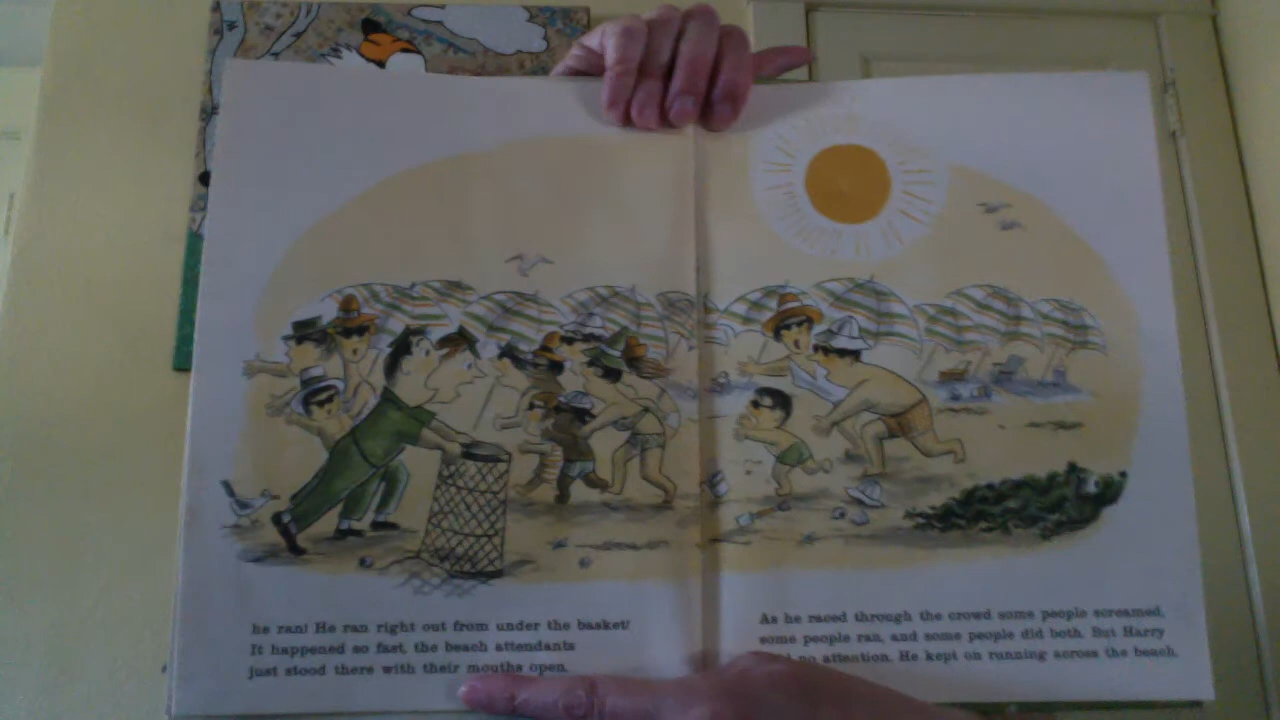 he ran! He ran right out from under the basket!
It happened so fast, the beach attendants
just stood there with their mouths open.
As he raced through the crowd some people screamed,
some people ran, and some people did both. But Harry
no attention. He kept on running across the beach.